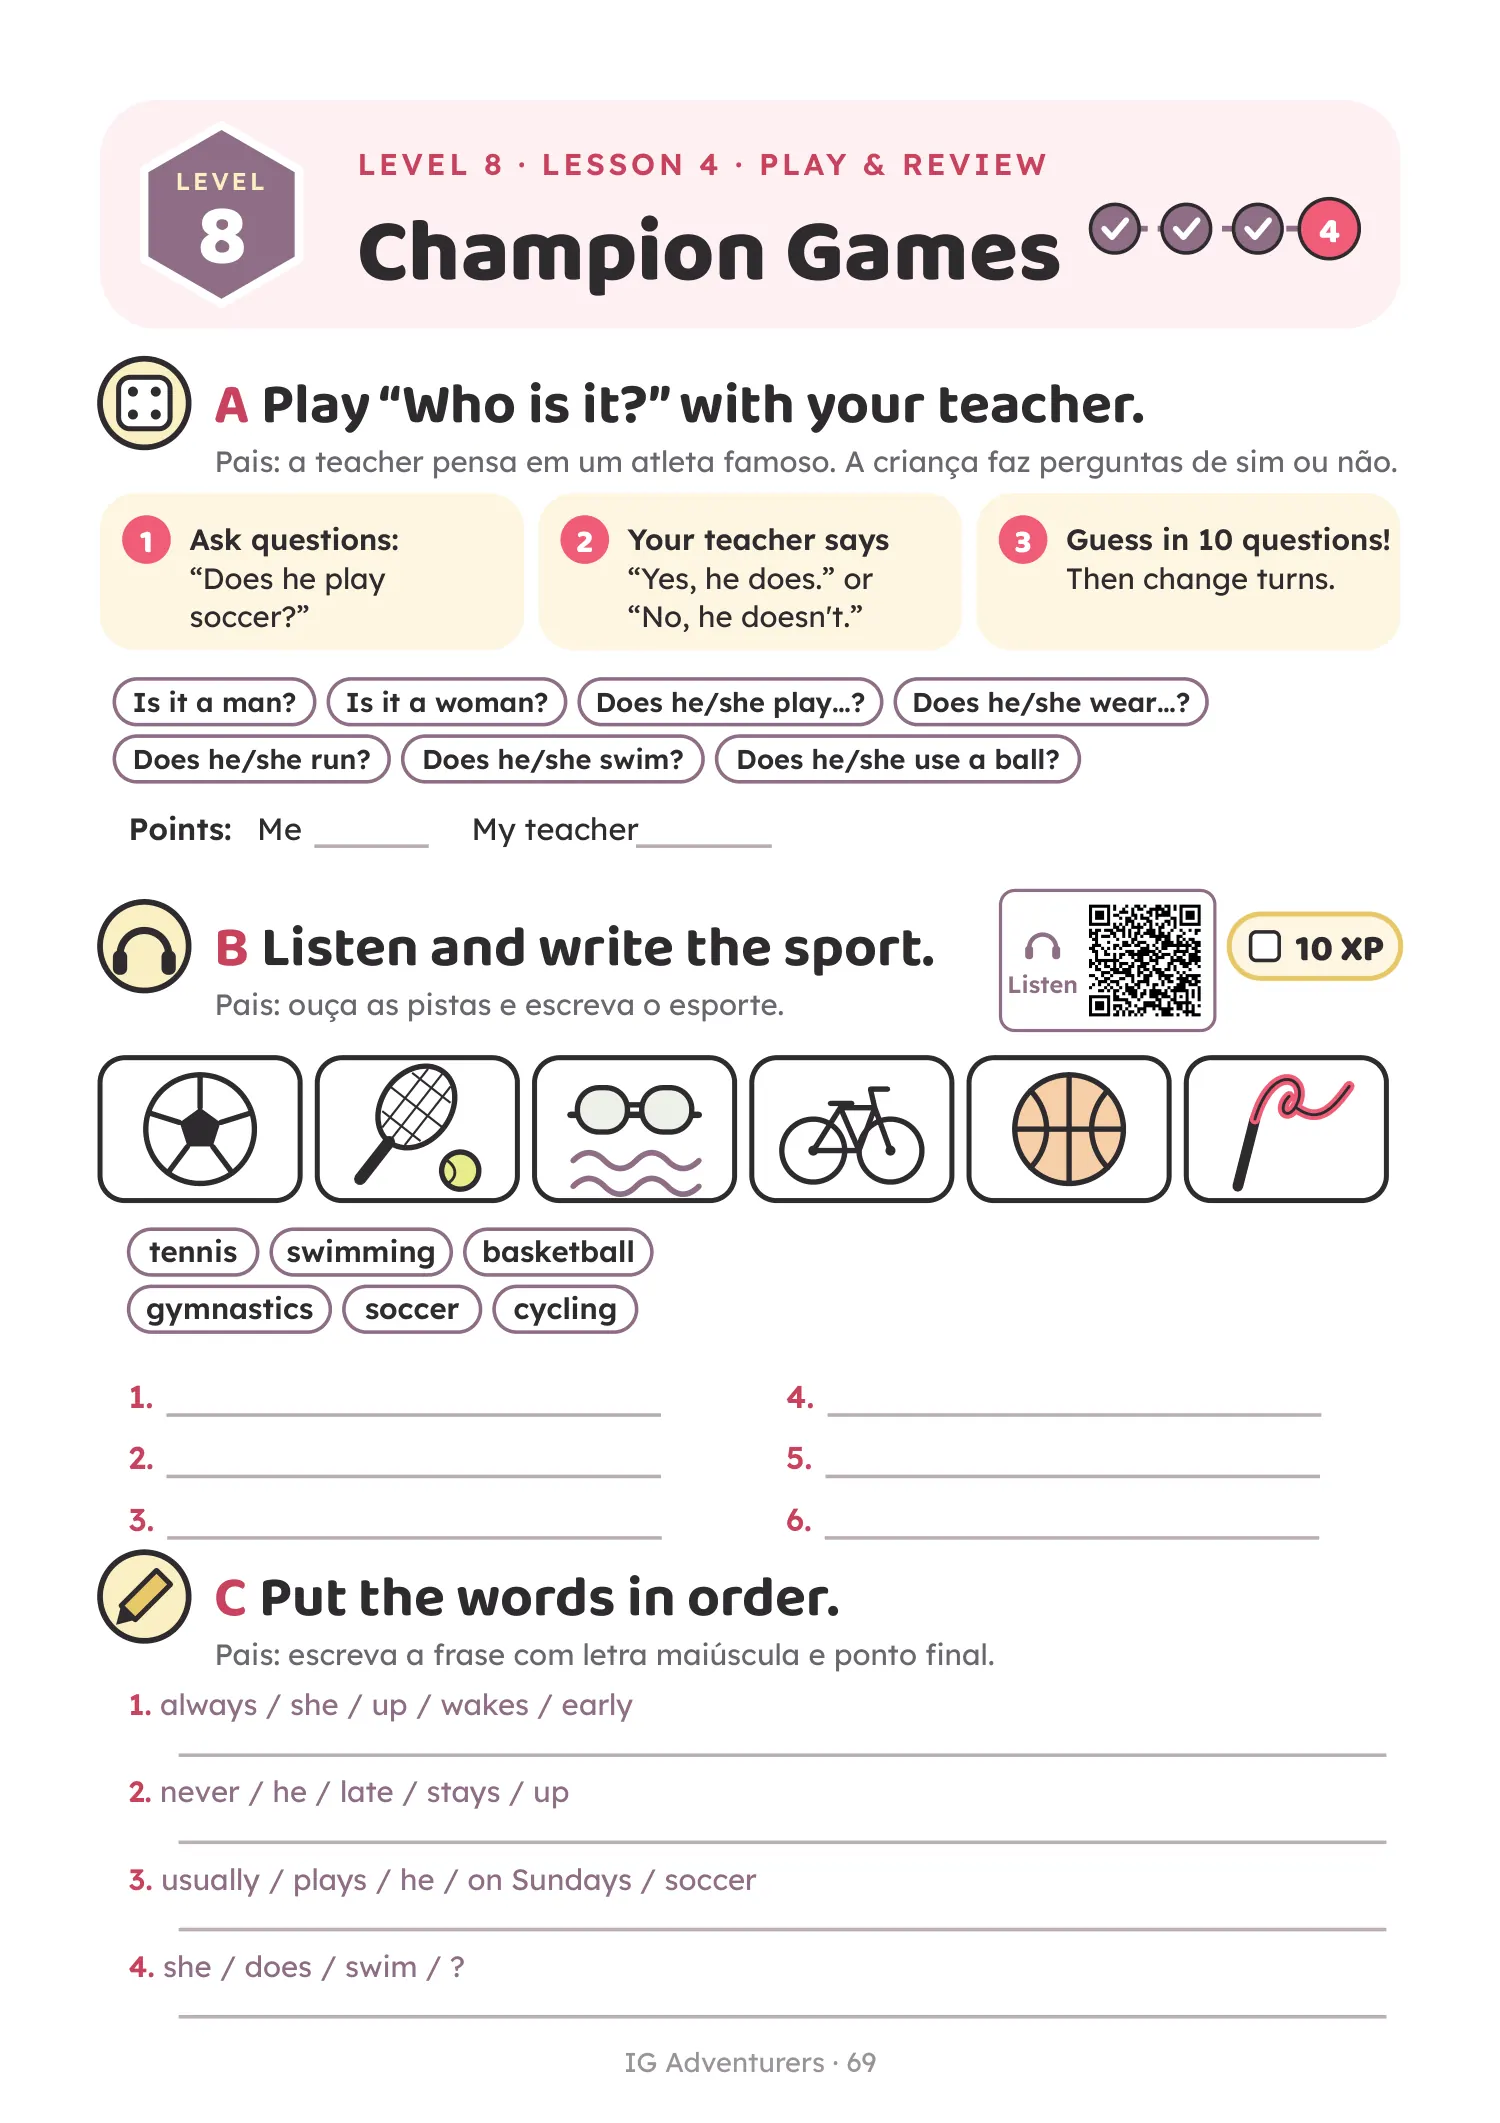 LEVEL
8
LEVEL 8 · LESSON 4 · PLAY & REVIEW
Champion Games
4
A Play “Who is it?” with your teacher.
Pais: a teacher pensa em um atleta famoso. A criança faz perguntas de sim ou não.
1 Ask questions:
“Does he play
soccer?”
2 Your teacher says
“Yes, he does.” or
“No, he doesn't.”
3 Guess in 10 questions!
Then change turns.
Is it a man? Is it a woman? Does he/she play...? Does he/she wear...?
Does he/she run? Does he/she swim? Does he/she use a ball?
Points: Me ______ My teacher_______
B Listen and write the sport.
Pais: ouça as pistas e escreva o esporte.
Listen
10 XP
tennis swimming basketball
gymnastics soccer cycling
1.
2.
3.
4.
5.
6.
C Put the words in order.
Pais: escreva a frase com letra maiúscula e ponto final.
1. always / she / up / wakes / early
2. never / he / late / stays / up
3. usually / plays / he / on Sundays / soccer
4. she / does / swim / ?
IG Adventurers · 69